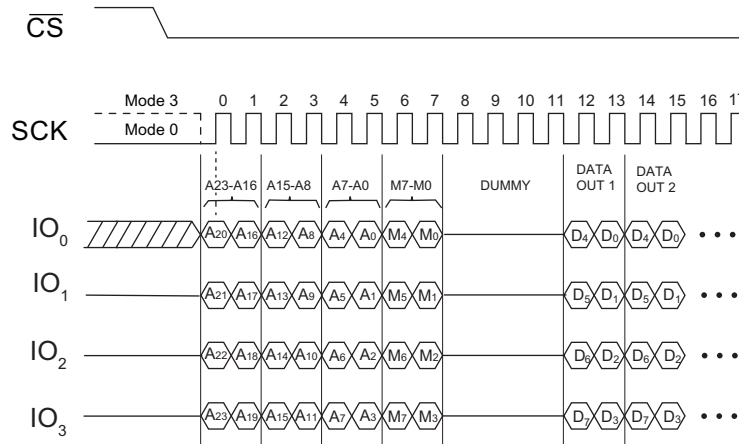 CS
Mode 3 0 1 2 3 4 5 6 7 8 9 10 11 12 13 14 15 16 17
SCK Mode 0
A23-A16 A15-A8 A7-A0 M7-M0 DUMMY DATA OUT 1 DATA OUT 2
IO0 A20 A16 A12 A8 A4 A0 M4 M0 D4 D0 D4 D0
IO1 A21 A17 A13 A9 A5 A1 M5 M1 D5 D1 D5 D1
IO2 A22 A18 A14 A10 A6 A2 M6 M2 D6 D2 D6 D2
IO3 A23 A19 A15 A11 A7 A3 M7 M3 D7 D3 D7 D3